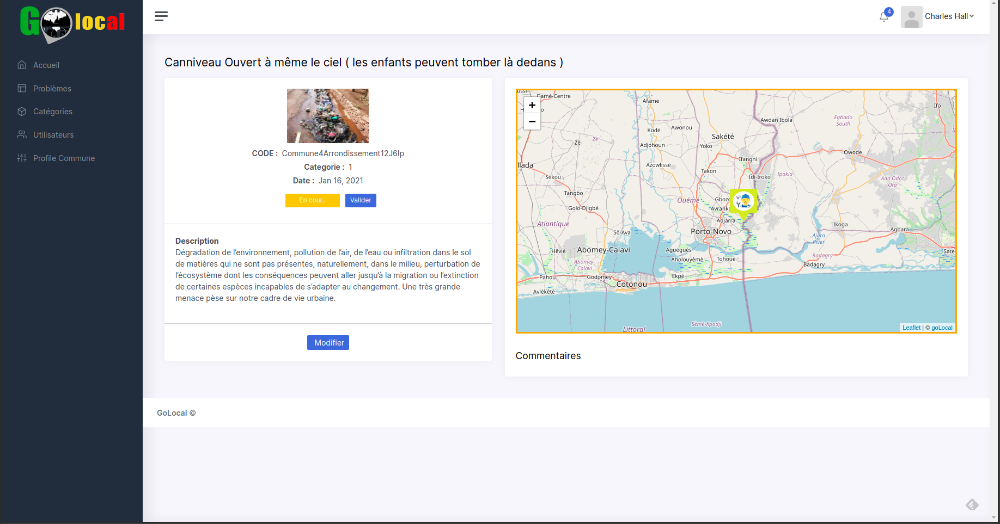 Go local
4
Charles Hall
Accueil
Problèmes
Catégories
Utilisateurs
Profile Commune
Canniveau Ouvert à même le ciel ( les enfants peuvent tomber là dedans )
CODE : Commune4Arrondissement12J6lp
Categorie : 1
Date : Jan 16, 2021
En cour..
Valider
Description
Dégradation de l’environnement, pollution de l’air, de l’eau ou infiltration dans le sol
de matières qui ne sont pas présentes, naturellement, dans le milieu, perturbation de
l’écosystème dont les conséquences peuvent aller jusqu’à la migration ou l’extinction
de certaines espèces incapables de s’adapter au changement. Une très grande
menace pèse sur notre cadre de vie urbaine.
Modifier
+
−
Damè-Centre
Afame
Ifo
Awdan Ibola
Egbado
South
Kodé
Awonou
Sakété
Zè
Zè
Adjohoun
Yoko
Owode
Ifangni
Azowlissè
llada
Takon
Sékou
Idi-Iroko
Ipokia
Ado Odo/
Ota
Tangbo
Ouémé
Gbozo
Golo-Djigbé
Avranko
Adjarra
Atlantique
Ikoga
Agbara
Sô-Ava
Porto-Novo
Ajara
River
Hêvié
Abomey-Calavi
Aguégués
Sate
Badagry
Abomey-
Calavi
Aholouyèmè
Tohoue
Badagry
Pahou
Godomey
Ekpè
Cotonou
Avlékété
Littoral
Sèmè-Kpodji
Leaflet | © goLocal
Commentaires
GoLocal ©